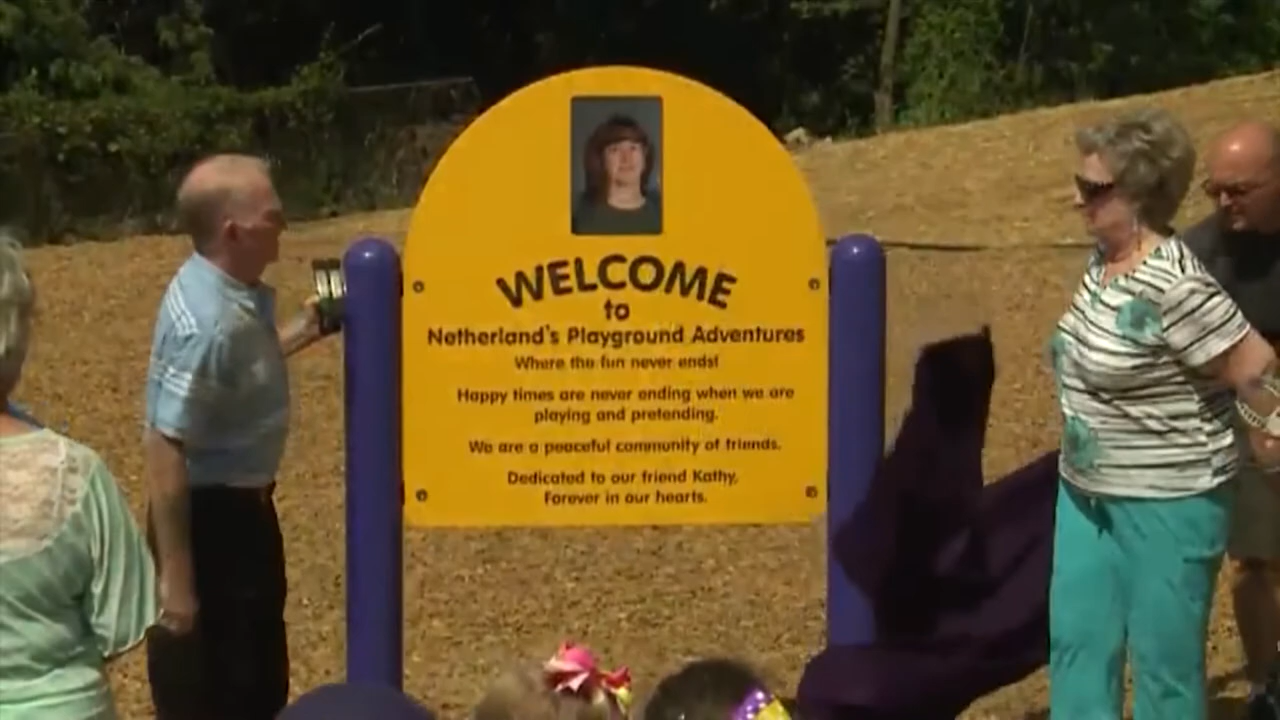 WELCOME
to
Netherland's Playground Adventures
Where the fun never ends!
Happy times are never ending when we are
playing and pretending.
We are a peaceful community of friends.
Dedicated to our friend Kathy,
Forever in our hearts.